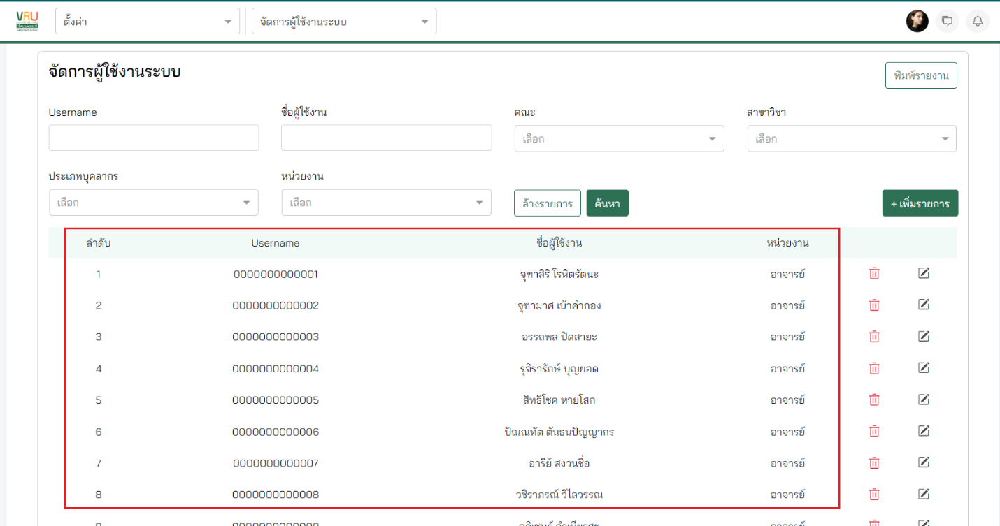 VRU
ตั้งค่า จัดการผู้ใช้งานระบบ
จัดการผู้ใช้งานระบบ
พิมพ์รายงาน
Username ชื่อผู้ใช้งาน คณะ สาขาวิชา
เลือก เลือก
ประเภทบุคลากร หน่วยงาน
เลือก เลือก ล้างรายการ ค้นหา + เพิ่มรายการ
ลำดับ Username ชื่อผู้ใช้งาน หน่วยงาน
1 0000000000001 จุฑาสิริ โรหิตรัตนะ อาจารย์
2 0000000000002 จุฑามาศ เบ้าคำกอง อาจารย์
3 0000000000003 อรรถพล ปิดสายะ อาจารย์
4 0000000000004 รุจิรารักษ์ บุญยอด อาจารย์
5 0000000000005 สิทธิโชค หายโสก อาจารย์
6 0000000000006 ปัณณทัต ตันธนปัญญากร อาจารย์
7 0000000000007 อารีย์ สงวนชื่อ อาจารย์
8 0000000000008 วชิราภรณ์ วิไลวรรณ อาจารย์